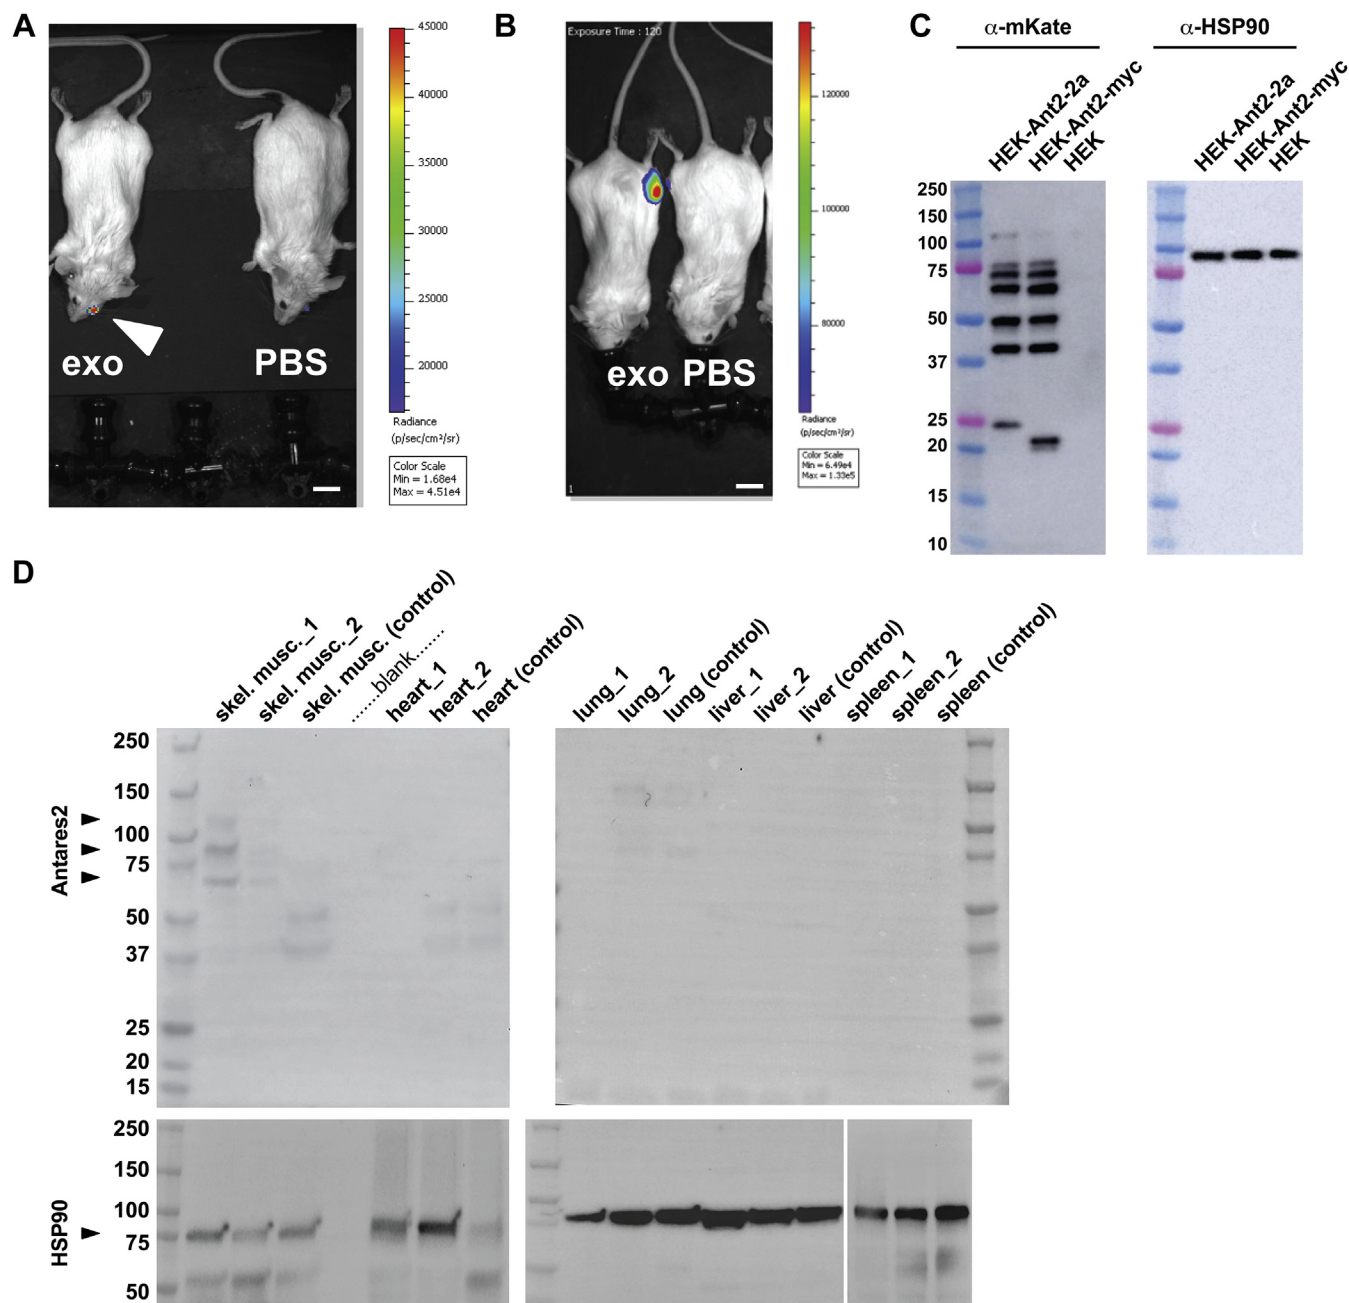 A
45000
40000
35000
30000
25000
20000
Radiance
(p/sec/cm²/sr)
Color Scale
Min = 1.68e4
Max = 4.51e4
exo
PBS
B
Exposure Time : 120
120000
100000
80000
Radiance
(p/sec/cm²/sr)
Color Scale
Min = 6.49e4
Max = 1.33e5
exo PBS
1
C
α-mKate
HEK-Ant2-2a
HEK-Ant2-myc
HEK
250
150
100
75
50
37
25
20
15
10
α-HSP90
HEK-Ant2-2a
HEK-Ant2-myc
HEK
D
skel. musc._1
skel. musc._2
skel. musc. (control)
.......blank.......
heart_1
heart_2
heart (control)
lung_1
lung_2
lung (control)
liver_1
liver_2
liver (control)
spleen_1
spleen_2
spleen (control)
Antares2
250
150
100
75
50
37
25
20
15
HSP90
250
150
100
75
50